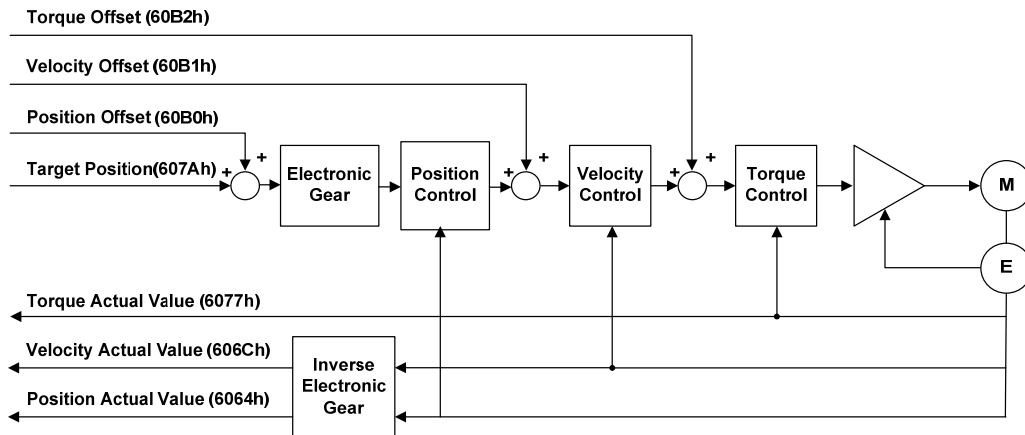 Torque Offset (60B2h)
Velocity Offset (60B1h)
Position Offset (60B0h)
Target Position(607Ah)
+
+
Electronic
Gear
Position
Control
+
+
Velocity
Control
+
+
Torque
Control
M
E
Torque Actual Value (6077h)
Velocity Actual Value (606Ch)
Position Actual Value (6064h)
Inverse
Electronic
Gear